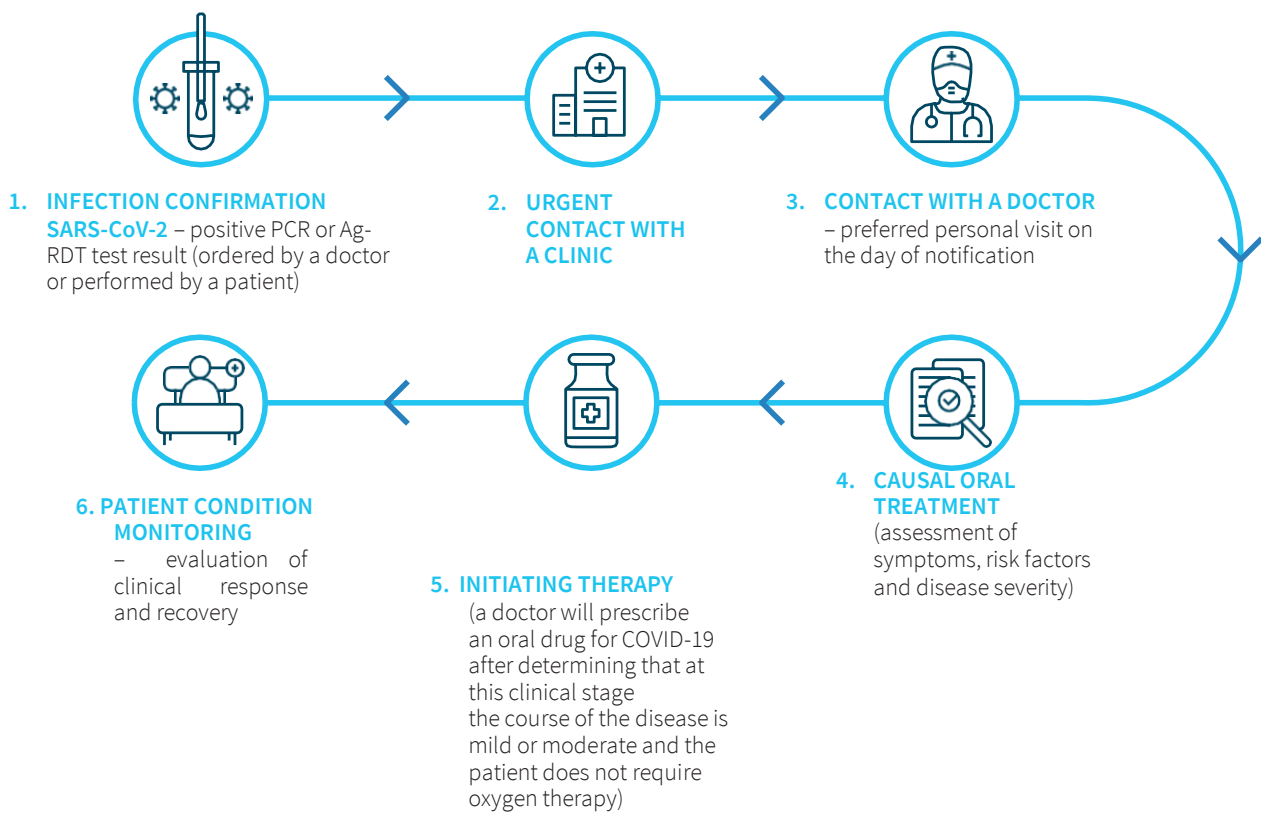 1. INFECTION CONFIRMATION
SARS-CoV-2 – positive PCR or Ag-
RDT test result (ordered by a doctor
or performed by a patient)
2. URGENT
CONTACT WITH
A CLINIC
3. CONTACT WITH A DOCTOR
– preferred personal visit on
the day of notification
4. CAUSAL ORAL
TREATMENT
(assessment of
symptoms, risk factors
and disease severity)
5. INITIATING THERAPY
(a doctor will prescribe
an oral drug for COVID-19
after determining that at
this clinical stage
the course of the disease is
mild or moderate and the
patient does not require
oxygen therapy)
6. PATIENT CONDITION
MONITORING
– evaluation of
clinical response
and recovery